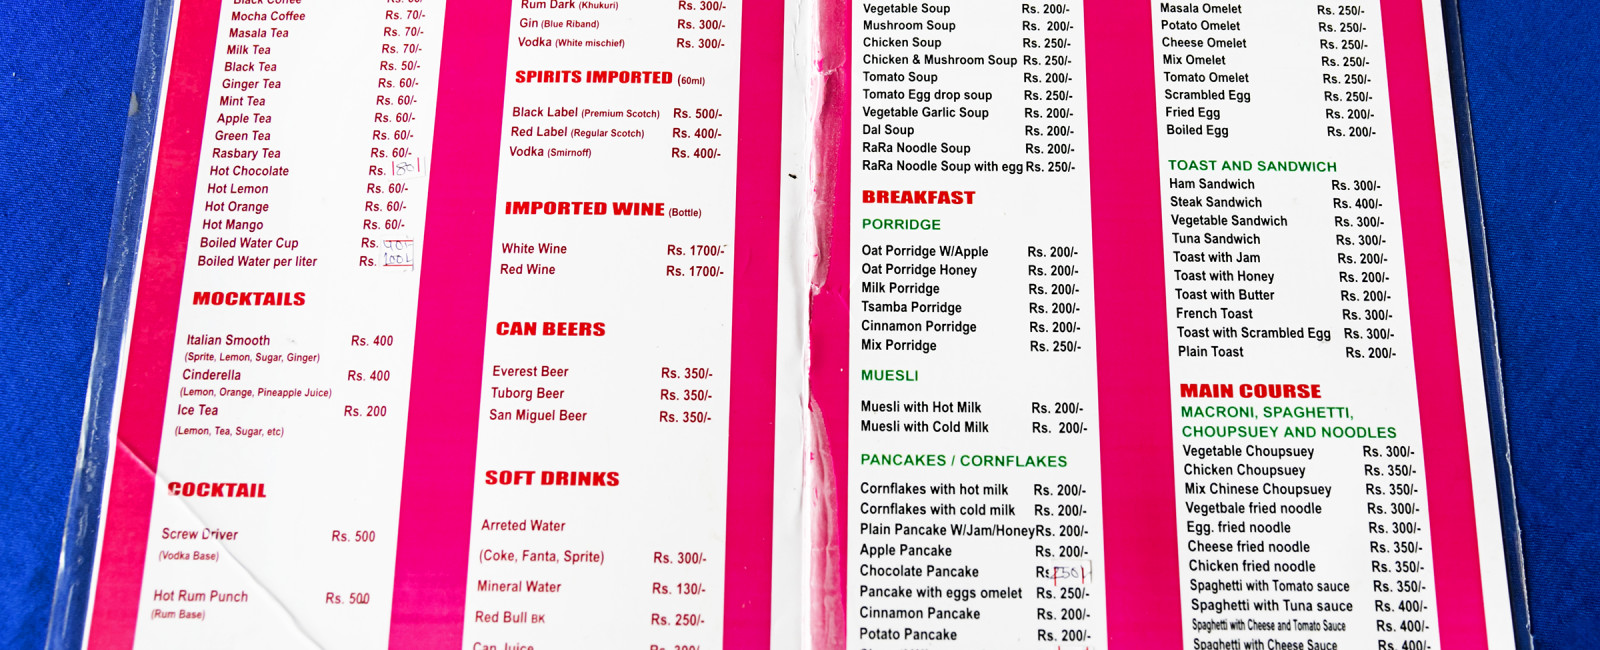 Black Coffee
Mocha Coffee Rs. 70/-
Masala Tea Rs. 70/-
Milk Tea Rs. 70/-
Black Tea Rs. 50/-
Ginger Tea Rs. 60/-
Mint Tea Rs. 60/-
Apple Tea Rs. 60/-
Green Tea Rs. 60/-
Rasbary Tea Rs. 60/-
Hot Chocolate Rs.
Hot Lemon Rs. 60/-
Hot Orange Rs. 60/-
Hot Mango Rs. 60/-
Boiled Water Cup Rs.
Boiled Water per liter Rs.
MOCKTAILS
Italian Smooth Rs. 400
(Sprite, Lemon, Sugar, Ginger)
Cinderella Rs. 400
(Lemon, Orange, Pineapple Juice)
Ice Tea Rs. 200
(Lemon, Tea, Sugar, etc)
COCKTAIL
Screw Driver Rs. 500
(Vodka Base)
Hot Rum Punch Rs. 500
(Rum Base)
Rum Dark (Khukuri) Rs. 300/-
Gin (Blue Riband) Rs. 300/-
Vodka (White mischief) Rs. 300/-
SPIRITS IMPORTED (60ml)
Black Label (Premium Scotch) Rs. 500/-
Red Label (Regular Scotch) Rs. 400/-
Vodka (Smirnoff) Rs. 400/-
IMPORTED WINE (Bottle)
White Wine Rs. 1700/-
Red Wine Rs. 1700/-
CAN BEERS
Everest Beer Rs. 350/-
Tuborg Beer Rs. 350/-
San Miguel Beer Rs. 350/-
SOFT DRINKS
Arreted Water
(Coke, Fanta, Sprite) Rs. 300/-
Mineral Water Rs. 130/-
Red Bull BK Rs. 250/-
Can Juice Rs. 300/-
Vegetable Soup Rs. 200/-
Mushroom Soup Rs. 200/-
Chicken Soup Rs. 250/-
Chicken & Mushroom Soup Rs. 250/-
Tomato Soup Rs. 200/-
Tomato Egg drop soup Rs. 250/-
Vegetable Garlic Soup Rs. 200/-
Dal Soup Rs. 200/-
RaRa Noodle Soup Rs. 200/-
RaRa Noodle Soup with egg Rs. 250/-
BREAKFAST
PORRIDGE
Oat Porridge W/Apple Rs. 200/-
Oat Porridge Honey Rs. 200/-
Milk Porridge Rs. 200/-
Tsamba Porridge Rs. 200/-
Cinnamon Porridge Rs. 200/-
Mix Porridge Rs. 250/-
MUESLI
Muesli with Hot Milk Rs. 200/-
Muesli with Cold Milk Rs. 200/-
PANCAKES / CORNFLAKES
Cornflakes with hot milk Rs. 200/-
Cornflakes with cold milk Rs. 200/-
Plain Pancake W/Jam/Honey Rs. 200/-
Apple Pancake Rs. 200/-
Chocolate Pancake Rs.
Pancake with eggs omelet Rs. 250/-
Cinnamon Pancake Rs. 200/-
Potato Pancake Rs. 200/-
Masala Omelet Rs. 250/-
Potato Omelet Rs. 250/-
Cheese Omelet Rs. 250/-
Mix Omelet Rs. 250/-
Tomato Omelet Rs. 250/-
Scrambled Egg Rs. 250/-
Fried Egg Rs. 200/-
Boiled Egg Rs. 200/-
TOAST AND SANDWICH
Ham Sandwich Rs. 300/-
Steak Sandwich Rs. 400/-
Vegetable Sandwich Rs. 300/-
Tuna Sandwich Rs. 300/-
Toast with Jam Rs. 200/-
Toast with Honey Rs. 200/-
Toast with Butter Rs. 200/-
French Toast Rs. 300/-
Toast with Scrambled Egg Rs. 300/-
Plain Toast Rs. 200/-
MAIN COURSE
MACRONI, SPAGHETTI,
CHOUPSUEY AND NOODLES
Vegetable Choupsuey Rs. 300/-
Chicken Choupsuey Rs. 350/-
Mix Chinese Choupsuey Rs. 350/-
Vegetbale fried noodle Rs. 300/-
Egg. fried noodle Rs. 300/-
Cheese fried noodle Rs. 350/-
Chicken fried noodle Rs. 350/-
Spaghetti with Tomato sauce Rs. 350/-
Spaghetti with Tuna sauce Rs. 400/-
Spaghetti with Cheese and Tomato Sauce Rs. 400/-
Spaghetti with Cheese Sauce Rs. 400/-